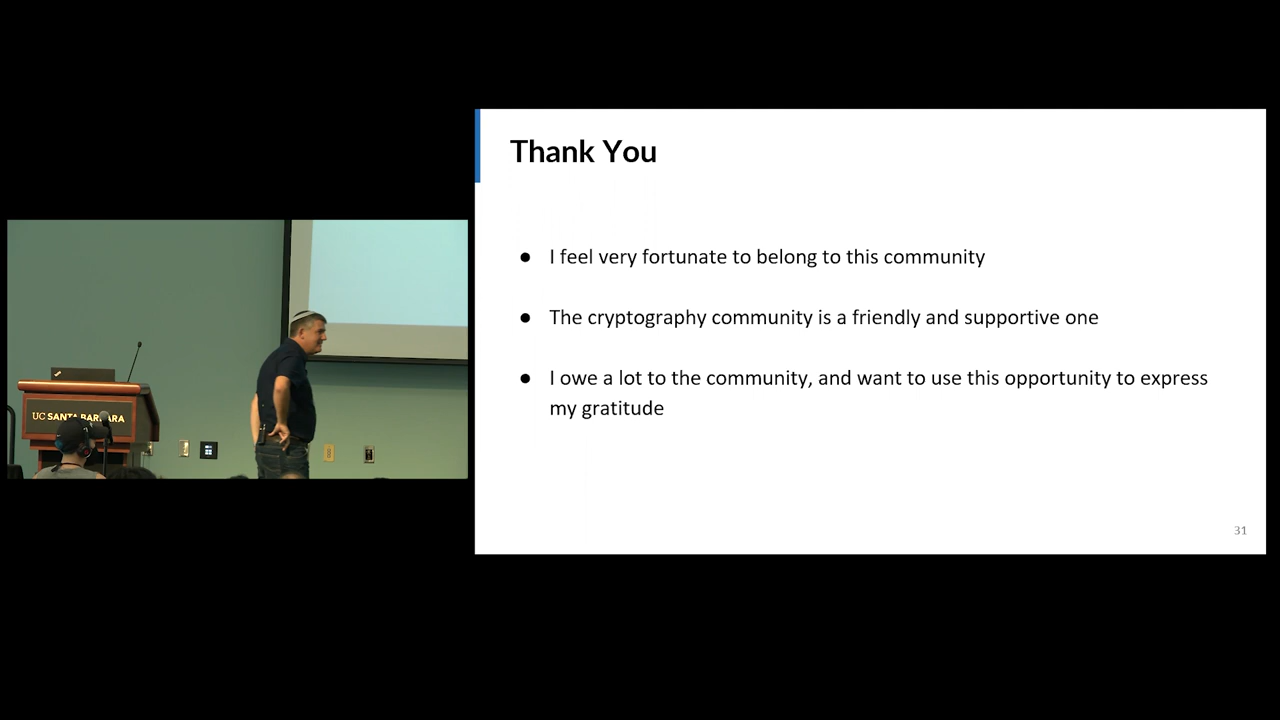 Thank You
● I feel very fortunate to belong to this community
● The cryptography community is a friendly and supportive one
● I owe a lot to the community, and want to use this opportunity to express
my gratitude
31
UC SANTA BARBARA